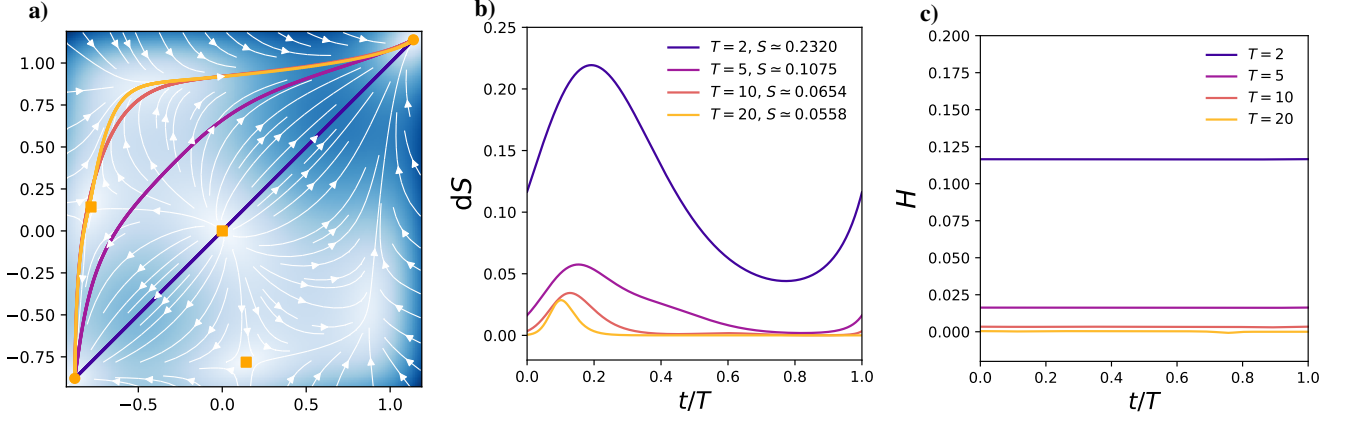 a)
1.00
0.75
0.50
0.25
0.00
−0.25
−0.50
−0.75
−0.5
0.0
0.5
1.0
b)
0.25
0.20
0.15
0.10
0.05
0.00
dS
T = 2, S ≃ 0.2320
T = 5, S ≃ 0.1075
T = 10, S ≃ 0.0654
T = 20, S ≃ 0.0558
0.0 0.2 0.4 0.6 0.8 1.0
t/T
c)
0.200
0.175
0.150
0.125
0.100
0.075
0.050
0.025
0.000
H
T = 2
T = 5
T = 10
T = 20
0.0 0.2 0.4 0.6 0.8 1.0
t/T